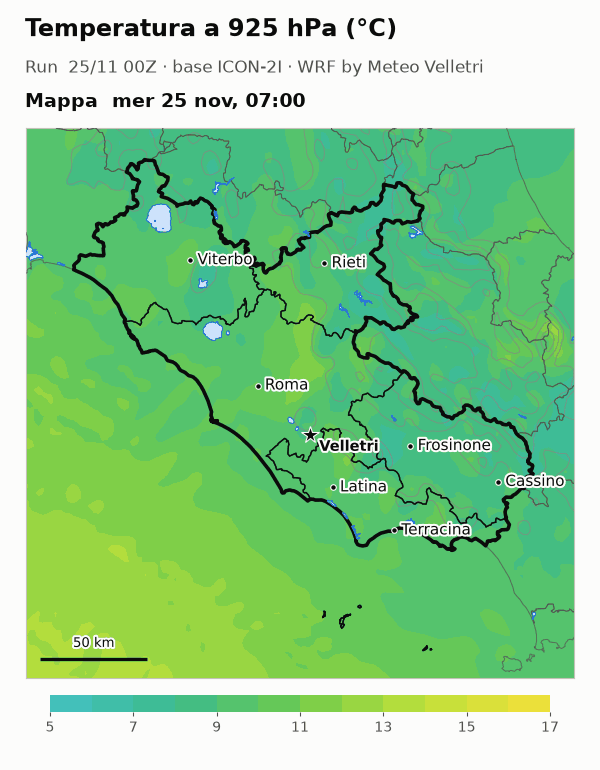 Temperatura a 925 hPa (°C)
Run  25/11 00Z · base ICON-2I · WRF by Meteo Velletri
Mappa  mer 25 nov, 07:00
Viterbo
Rieti
Roma
Velletri
Frosinone
Latina
Cassino
Terracina
50 km
5 7 9 11 13 15 17